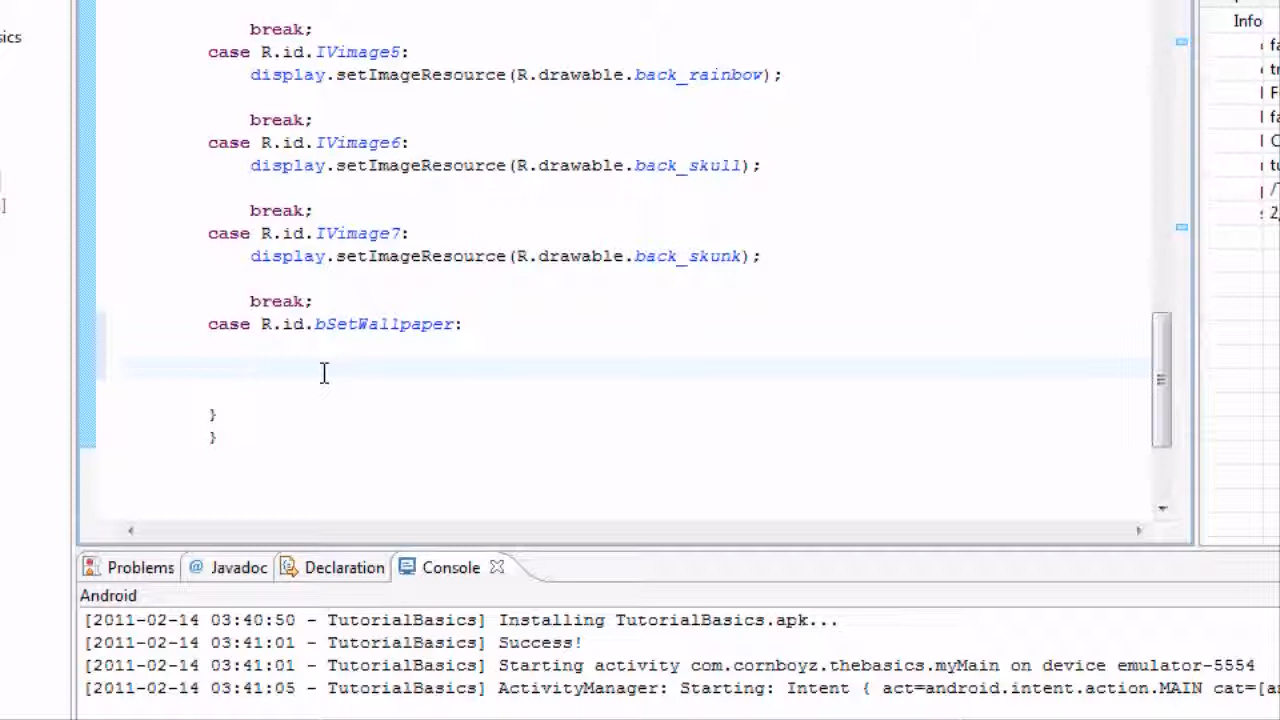 Info
sics
break;
case R.id.IVimage5:
display.setImageResource(R.drawable.back_rainbow);
break;
case R.id.IVimage6:
display.setImageResource(R.drawable.back_skull);
break;
case R.id.IVimage7:
display.setImageResource(R.drawable.back_skunk);
break;
case R.id.bSetWallpaper:
}
}
Problems @ Javadoc Declaration Console
Android
[2011-02-14 03:40:50 - TutorialBasics] Installing TutorialBasics.apk...
[2011-02-14 03:41:01 - TutorialBasics] Success!
[2011-02-14 03:41:01 - TutorialBasics] Starting activity com.cornboyz.thebasics.myMain on device emulator-5554
[2011-02-14 03:41:05 - TutorialBasics] ActivityManager: Starting: Intent { act=android.intent.action.MAIN cat=[a